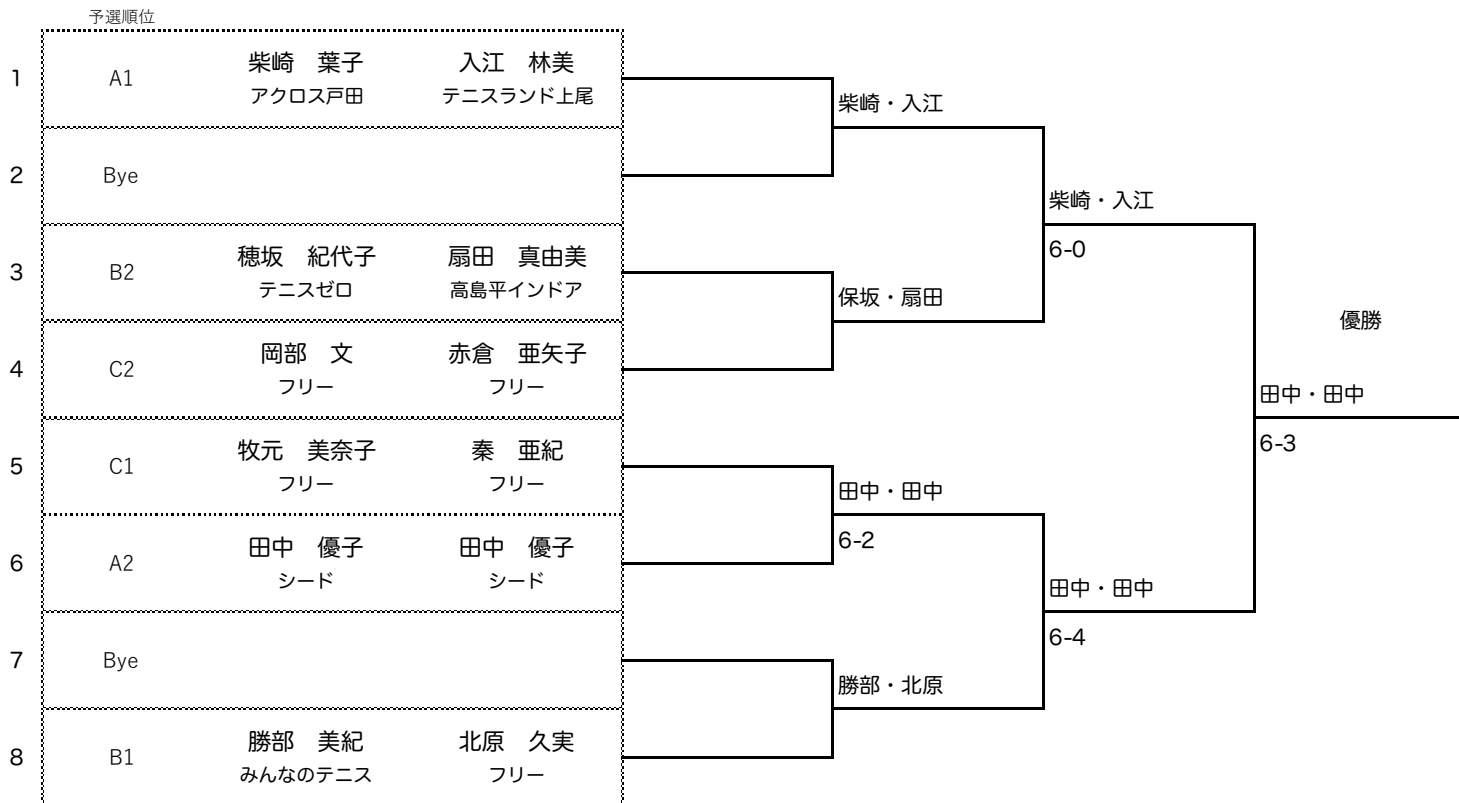 予選順位
1 A1 柴崎　葉子 入江　林美
アクロス戸田 テニスランド上尾
柴崎・入江
2 Bye
柴崎・入江
6-0
3 B2 穂坂　紀代子 扇田　真由美
テニスゼロ 高島平インドア
保坂・扇田
優勝
4 C2 岡部　文 赤倉　亜矢子
フリー フリー
田中・田中
6-3
5 C1 牧元　美奈子 秦　亜紀
フリー フリー
田中・田中
6-2
6 A2 田中　優子 田中　優子
シード シード
田中・田中
6-4
7 Bye
勝部・北原
8 B1 勝部　美紀 北原　久実
みんなのテニス フリー